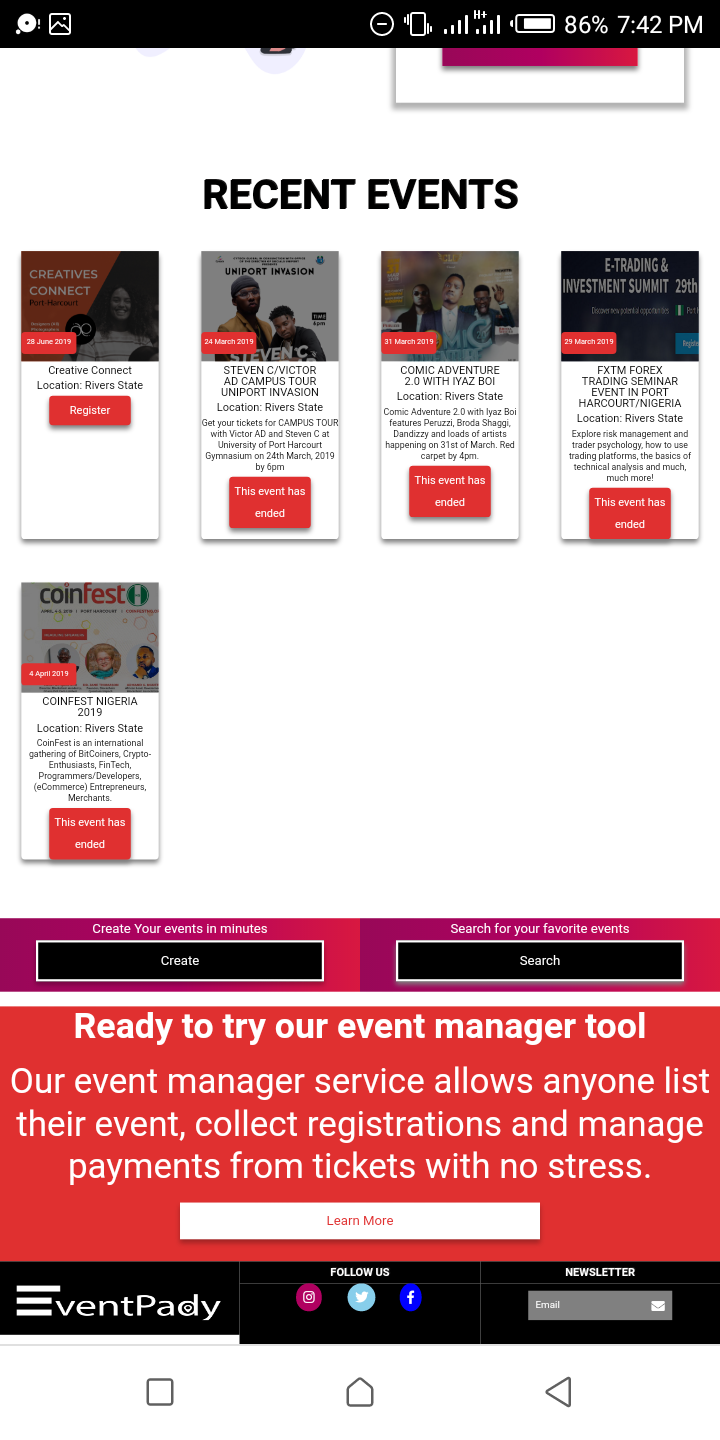 H+ 86% 7:42 PM
RECENT EVENTS
CREATIVES
CONNECT
Port-Harcourt
28 June 2019
Creative Connect
Location: Rivers State
Register
UNIPORT INVASION
TIME
6pm
24 March 2019
STEVEN C/VICTOR
AD CAMPUS TOUR
UNIPORT INVASION
Location: Rivers State
Get your tickets for CAMPUS TOUR
with Victor AD and Steven C at
University of Port Harcourt
Gymnasium on 24th March, 2019
by 6pm
This event has
ended
31 March 2019
COMIC ADVENTURE
2.0 WITH IYAZ BOI
Location: Rivers State
Comic Adventure 2.0 with Iyaz Boi
features Peruzzi, Broda Shaggi,
Dandizzy and loads of artists
happening on 31st of March. Red
carpet by 4pm.
This event has
ended
E-TRADING &
INVESTMENT SUMMIT 29th
Discover new potential opportunities
29 March 2019
FXTM FOREX
TRADING SEMINAR
EVENT IN PORT
HARCOURT/NIGERIA
Location: Rivers State
Explore risk management and
trader psychology, how to use
trading platforms, the basics of
technical analysis and much,
much more!
This event has
ended
coinfest
4 April 2019
COINFEST NIGERIA
2019
Location: Rivers State
CoinFest is an international
gathering of BitCoiners, Crypto-
Enthusiasts, FinTech,
Programmers/Developers,
(eCommerce) Entrepreneurs,
Merchants.
This event has
ended
Create Your events in minutes
Create
Search for your favorite events
Search
Ready to try our event manager tool
Our event manager service allows anyone list
their event, collect registrations and manage
payments from tickets with no stress.
Learn More
EventPady
FOLLOW US
NEWSLETTER
Email